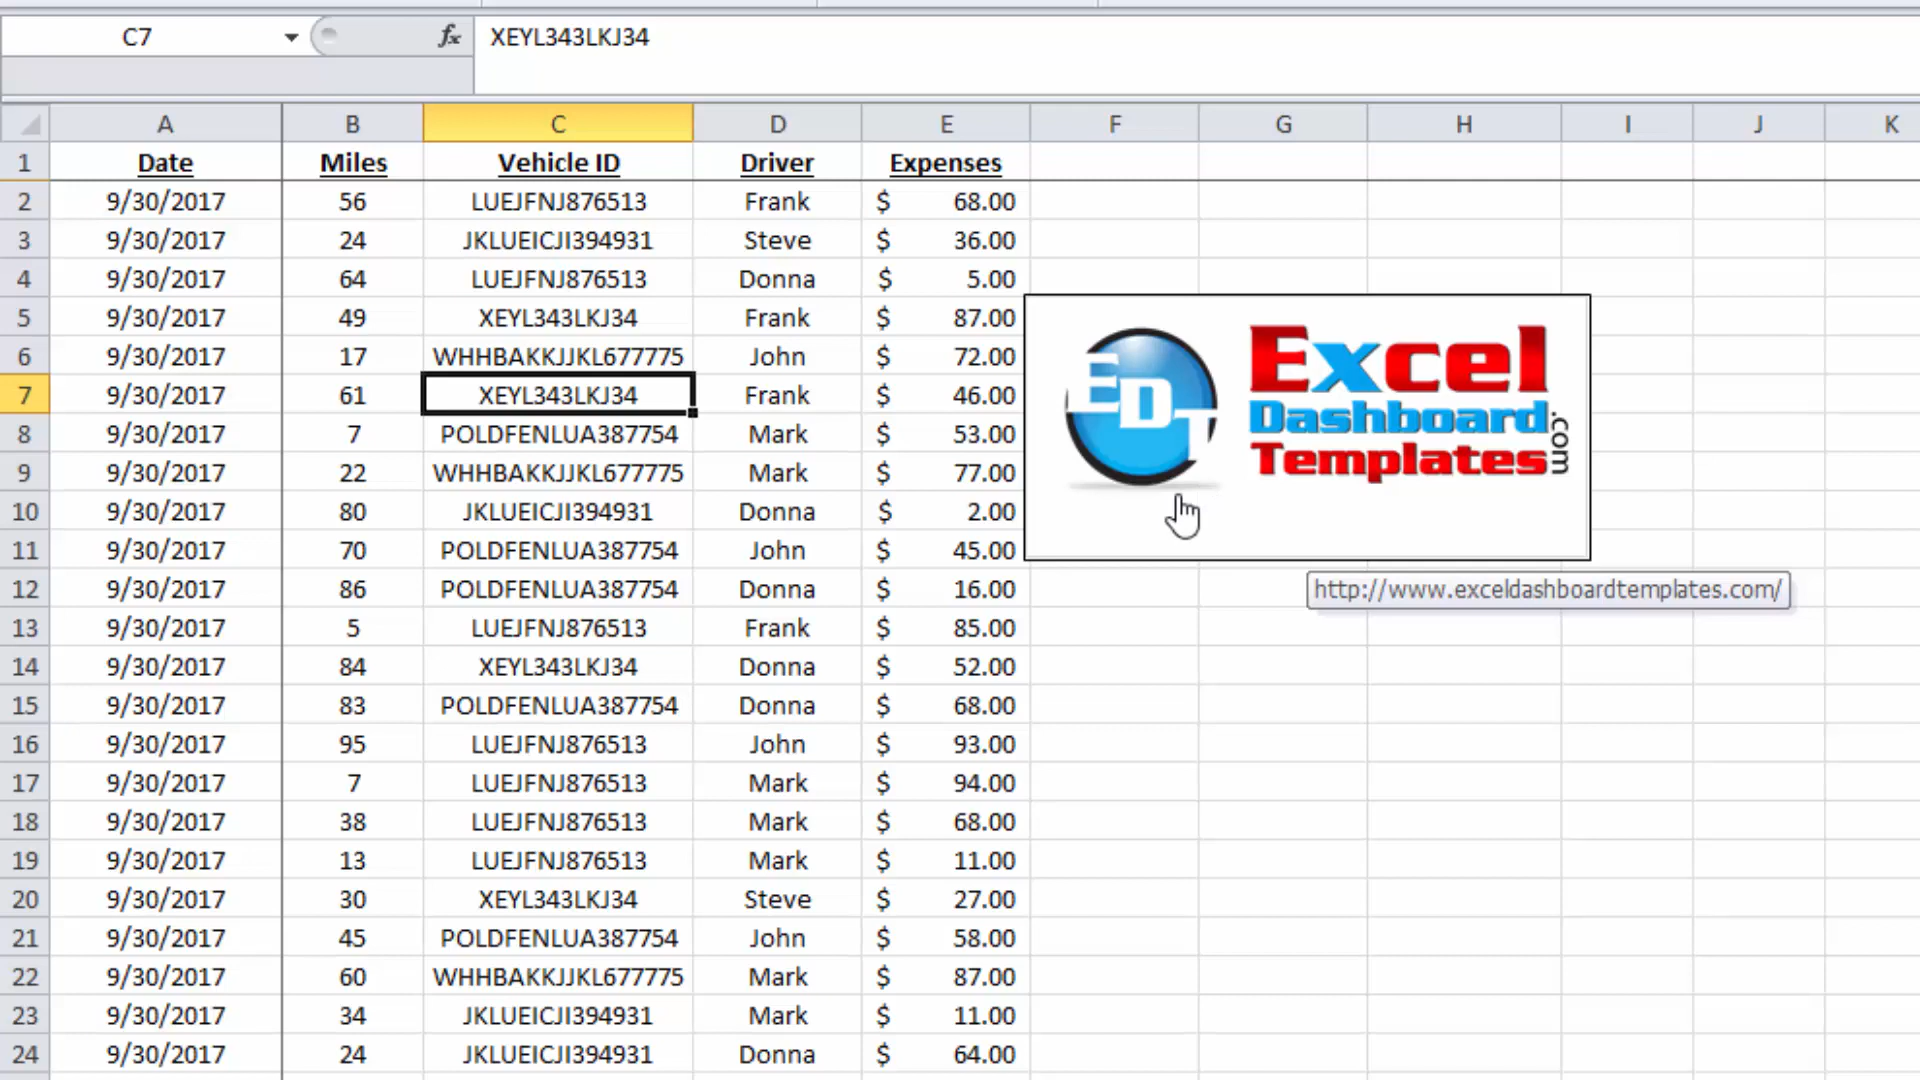 C7 fx XEYL343LKJ34
A B C D E F G H I J K
1 Date Miles Vehicle ID Driver Expenses
2 9/30/2017 56 LUEJFNJ876513 Frank $ 68.00
3 9/30/2017 24 JKLUEICJI394931 Steve $ 36.00
4 9/30/2017 64 LUEJFNJ876513 Donna $ 5.00
5 9/30/2017 49 XEYL343LKJ34 Frank $ 87.00
6 9/30/2017 17 WHHBAKKJJKL677775 John $ 72.00
7 9/30/2017 61 XEYL343LKJ34 Frank $ 46.00
8 9/30/2017 7 POLDFENLUA387754 Mark $ 53.00
9 9/30/2017 22 WHHBAKKJJKL677775 Mark $ 77.00
10 9/30/2017 80 JKLUEICJI394931 Donna $ 2.00
11 9/30/2017 70 POLDFENLUA387754 John $ 45.00
12 9/30/2017 86 POLDFENLUA387754 Donna $ 16.00
13 9/30/2017 5 LUEJFNJ876513 Frank $ 85.00
14 9/30/2017 84 XEYL343LKJ34 Donna $ 52.00
15 9/30/2017 83 POLDFENLUA387754 Donna $ 68.00
16 9/30/2017 95 LUEJFNJ876513 John $ 93.00
17 9/30/2017 7 LUEJFNJ876513 Mark $ 94.00
18 9/30/2017 38 LUEJFNJ876513 Mark $ 68.00
19 9/30/2017 13 LUEJFNJ876513 Mark $ 11.00
20 9/30/2017 30 XEYL343LKJ34 Steve $ 27.00
21 9/30/2017 45 POLDFENLUA387754 John $ 58.00
22 9/30/2017 60 WHHBAKKJJKL677775 Mark $ 87.00
23 9/30/2017 34 JKLUEICJI394931 Mark $ 11.00
24 9/30/2017 24 JKLUEICJI394931 Donna $ 64.00
EDT
Excel
Dashboard
Templates
.com
http://www.exceldashboardtemplates.com/